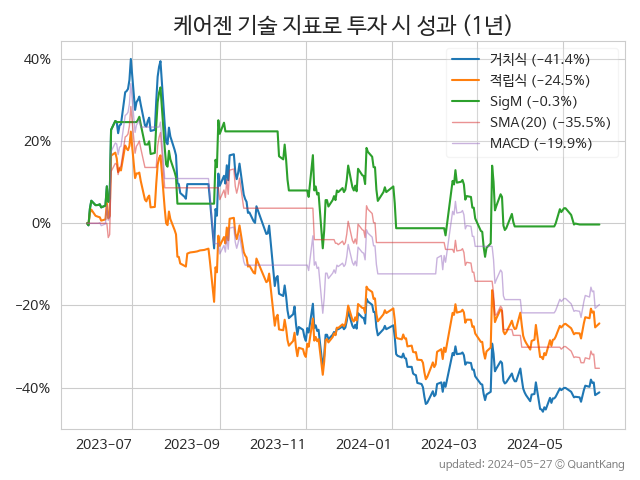 케어젠 기술 지표로 투자 시 성과 (1년)
거치식 (−41.4%)
적립식 (−24.5%)
SigM (−0.3%)
SMA(20) (−35.5%)
MACD (−19.9%)
40%
20%
0%
−20%
−40%
2023−07
2023−09
2023−11
2024−01
2024−03
2024−05
updated: 2024-05-27 © QuantKang